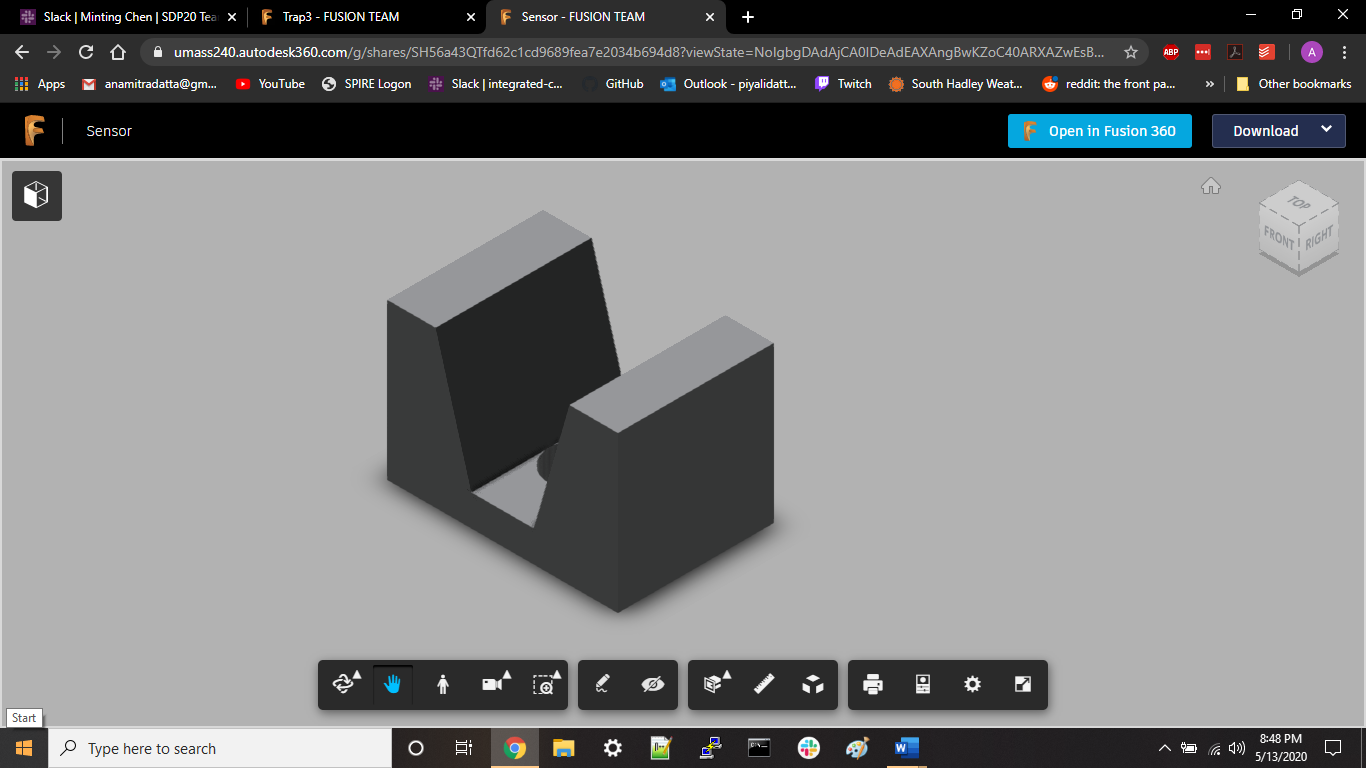 Slack | Minting Chen | SDP20 Tea
Trap3 - FUSION TEAM
Sensor - FUSION TEAM
umass240.autodesk360.com/g/shares/SH56a43QTfd62c1cd9689fea7e2034b694d8?viewState=NoIgbgDAdAjCA0IDeAdEAXAngBwKZoC40ARXAZwEsB...
ABP
A
Apps
anamitradatta@gm...
YouTube
SPIRE Logon
Slack | integrated-c...
GitHub
Outlook - piyalidatt...
Twitch
South Hadley Weat...
reddit: the front pa...
»
Other bookmarks
Sensor
Open in Fusion 360
Download
TOP
FRONT
RIGHT
Start
Type here to search
8:48 PM
5/13/2020